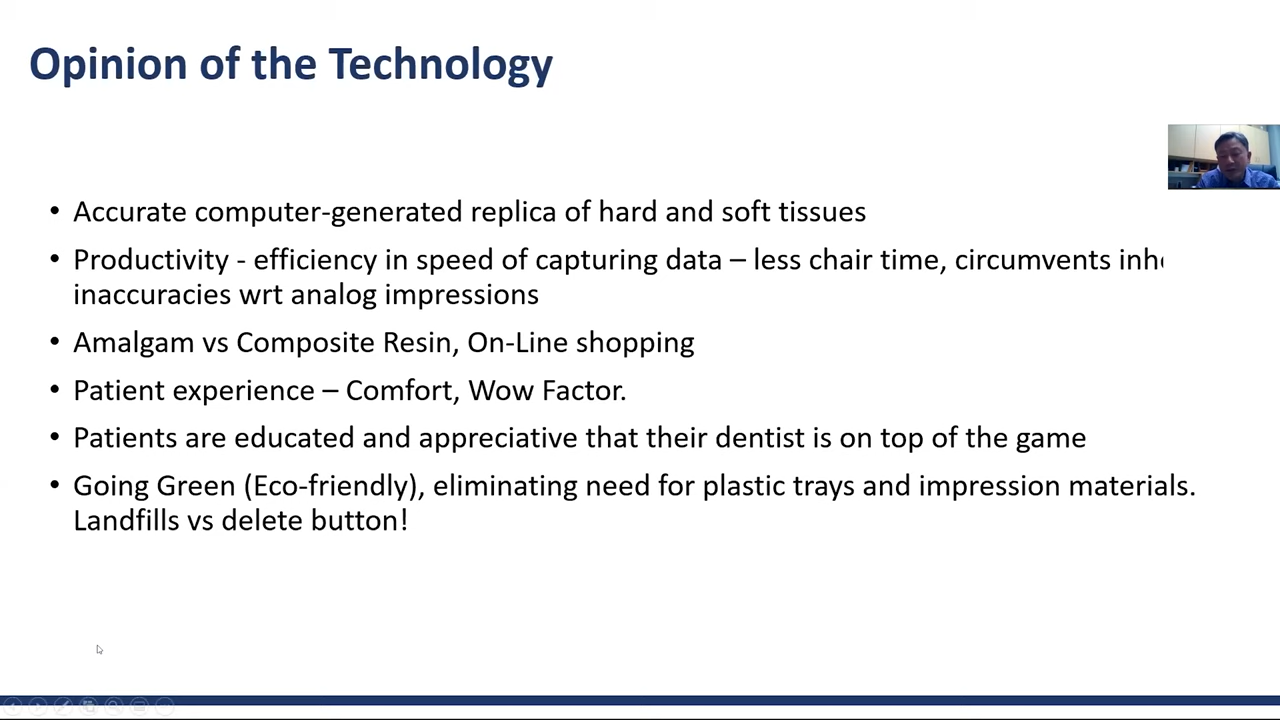 Opinion of the Technology
• Accurate computer-generated replica of hard and soft tissues
• Productivity - efficiency in speed of capturing data – less chair time, circumvents
inaccuracies wrt analog impressions
• Amalgam vs Composite Resin, On-Line shopping
• Patient experience – Comfort, Wow Factor.
• Patients are educated and appreciative that their dentist is on top of the game
• Going Green (Eco-friendly), eliminating need for plastic trays and impression materials.
Landfills vs delete button!